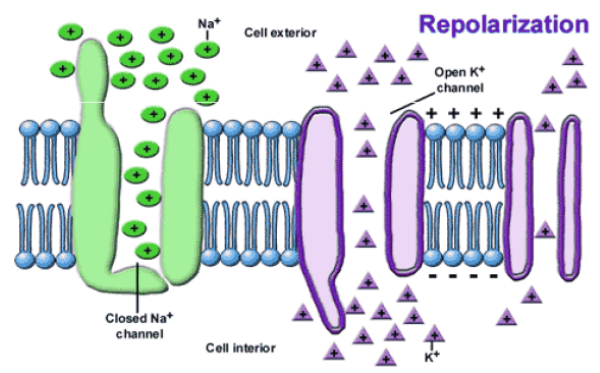 Repolarization
Na+
Cell exterior
Open K+
channel
+ + + +
- - - -
Closed Na+
channel
Cell interior
K+